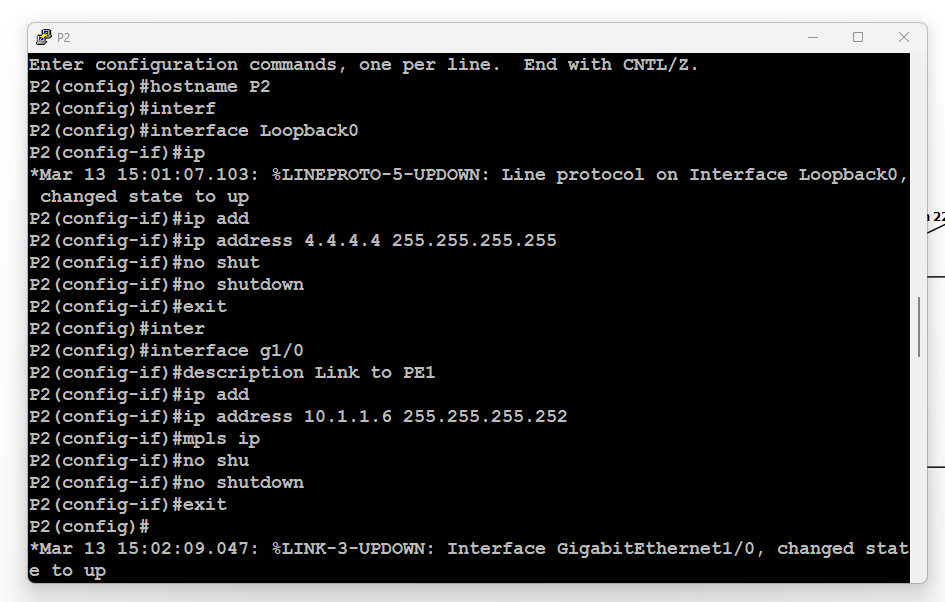 P2
Enter configuration commands, one per line.  End with CNTL/Z.
P2(config)#hostname P2
P2(config)#interf
P2(config)#interface Loopback0
P2(config-if)#ip
*Mar 13 15:01:07.103: %LINEPROTO-5-UPDOWN: Line protocol on Interface Loopback0,
 changed state to up
P2(config-if)#ip add
P2(config-if)#ip address 4.4.4.4 255.255.255.255
P2(config-if)#no shut
P2(config-if)#no shutdown
P2(config-if)#exit
P2(config)#inter
P2(config)#interface g1/0
P2(config-if)#description Link to PE1
P2(config-if)#ip add
P2(config-if)#ip address 10.1.1.6 255.255.255.252
P2(config-if)#mpls ip
P2(config-if)#no shu
P2(config-if)#no shutdown
P2(config-if)#exit
P2(config)#
*Mar 13 15:02:09.047: %LINK-3-UPDOWN: Interface GigabitEthernet1/0, changed stat
e to up